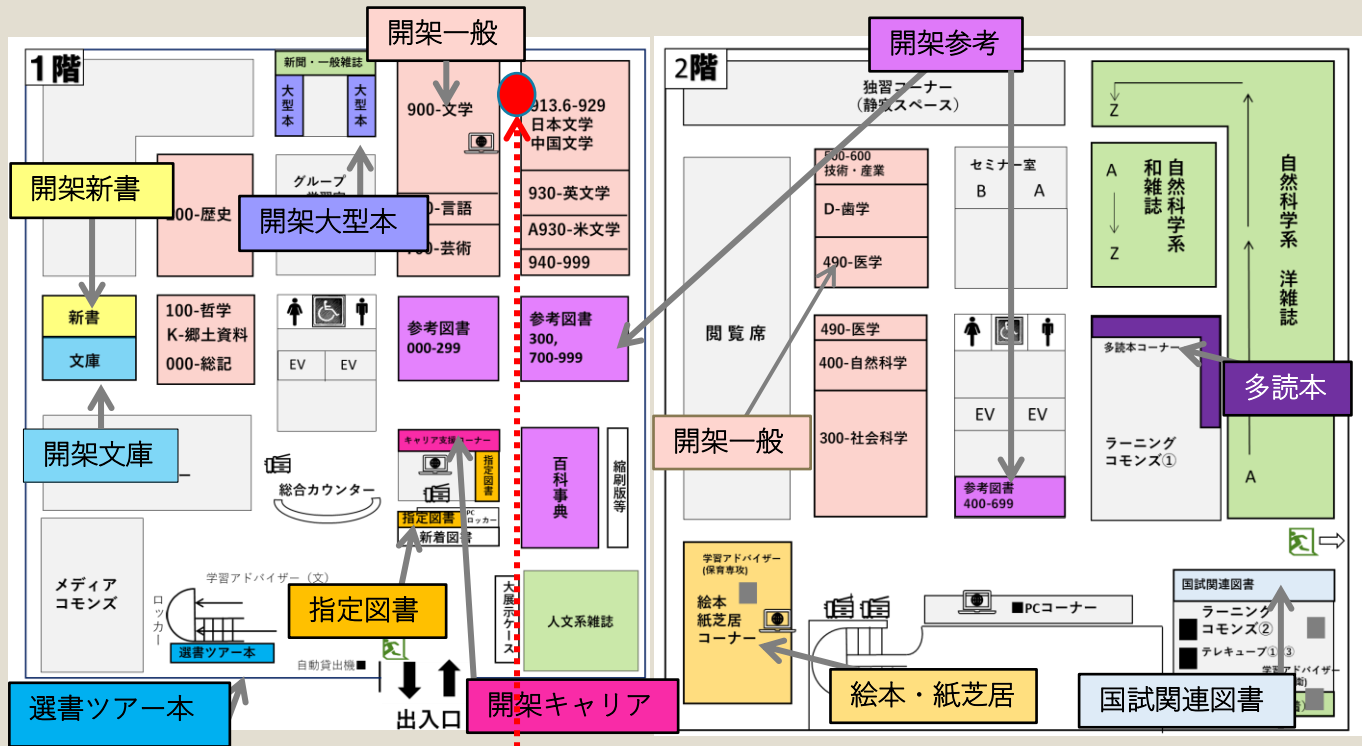 1階
開架一般
新聞・一般雑誌
大型本
大型本
900-文学
913.6-929
日本文学
中国文学
開架新書
グループ
00-歴史
開架大型本
-言語
00-芸術
930-英文学
A930-米文学
940-999
新書
文庫
100-哲学
K-郷土資料
000-総記
EV
EV
参考図書
000-299
参考図書
300,
700-999
開架文庫
総合カウンター
キャリア支援コーナー
指定図書
指定図書
PC
ロッカー
新着図書
百科事典
縮刷版等
メディア
コモンズ
学習アドバイザー（文）
ロッカー
選書ツアー本
指定図書
自動貸出機■
大展示ケース
人文系雑誌
選書ツアー本
出入口
開架キャリア
2階
開架参考
独習コーナー
（静寂スペース）
Z
自然科学系 洋雑誌
500-600
技術・産業
D-歯学
490-医学
セミナー室
B
A
A
Z
自然科学系
和雑誌
閲覧席
490-医学
400-自然科学
300-社会科学
EV
EV
多読本コーナー
多読本
開架一般
ラーニング
コモンズ①
A
参考図書
400-699
学習アドバイザー
(保育専攻)
絵本
紙芝居
コーナー
■PCコーナー
国試関連図書
ラーニング
コモンズ②
テレキューブ①③
学習アドバイザー
絵本・紙芝居
国試関連図書